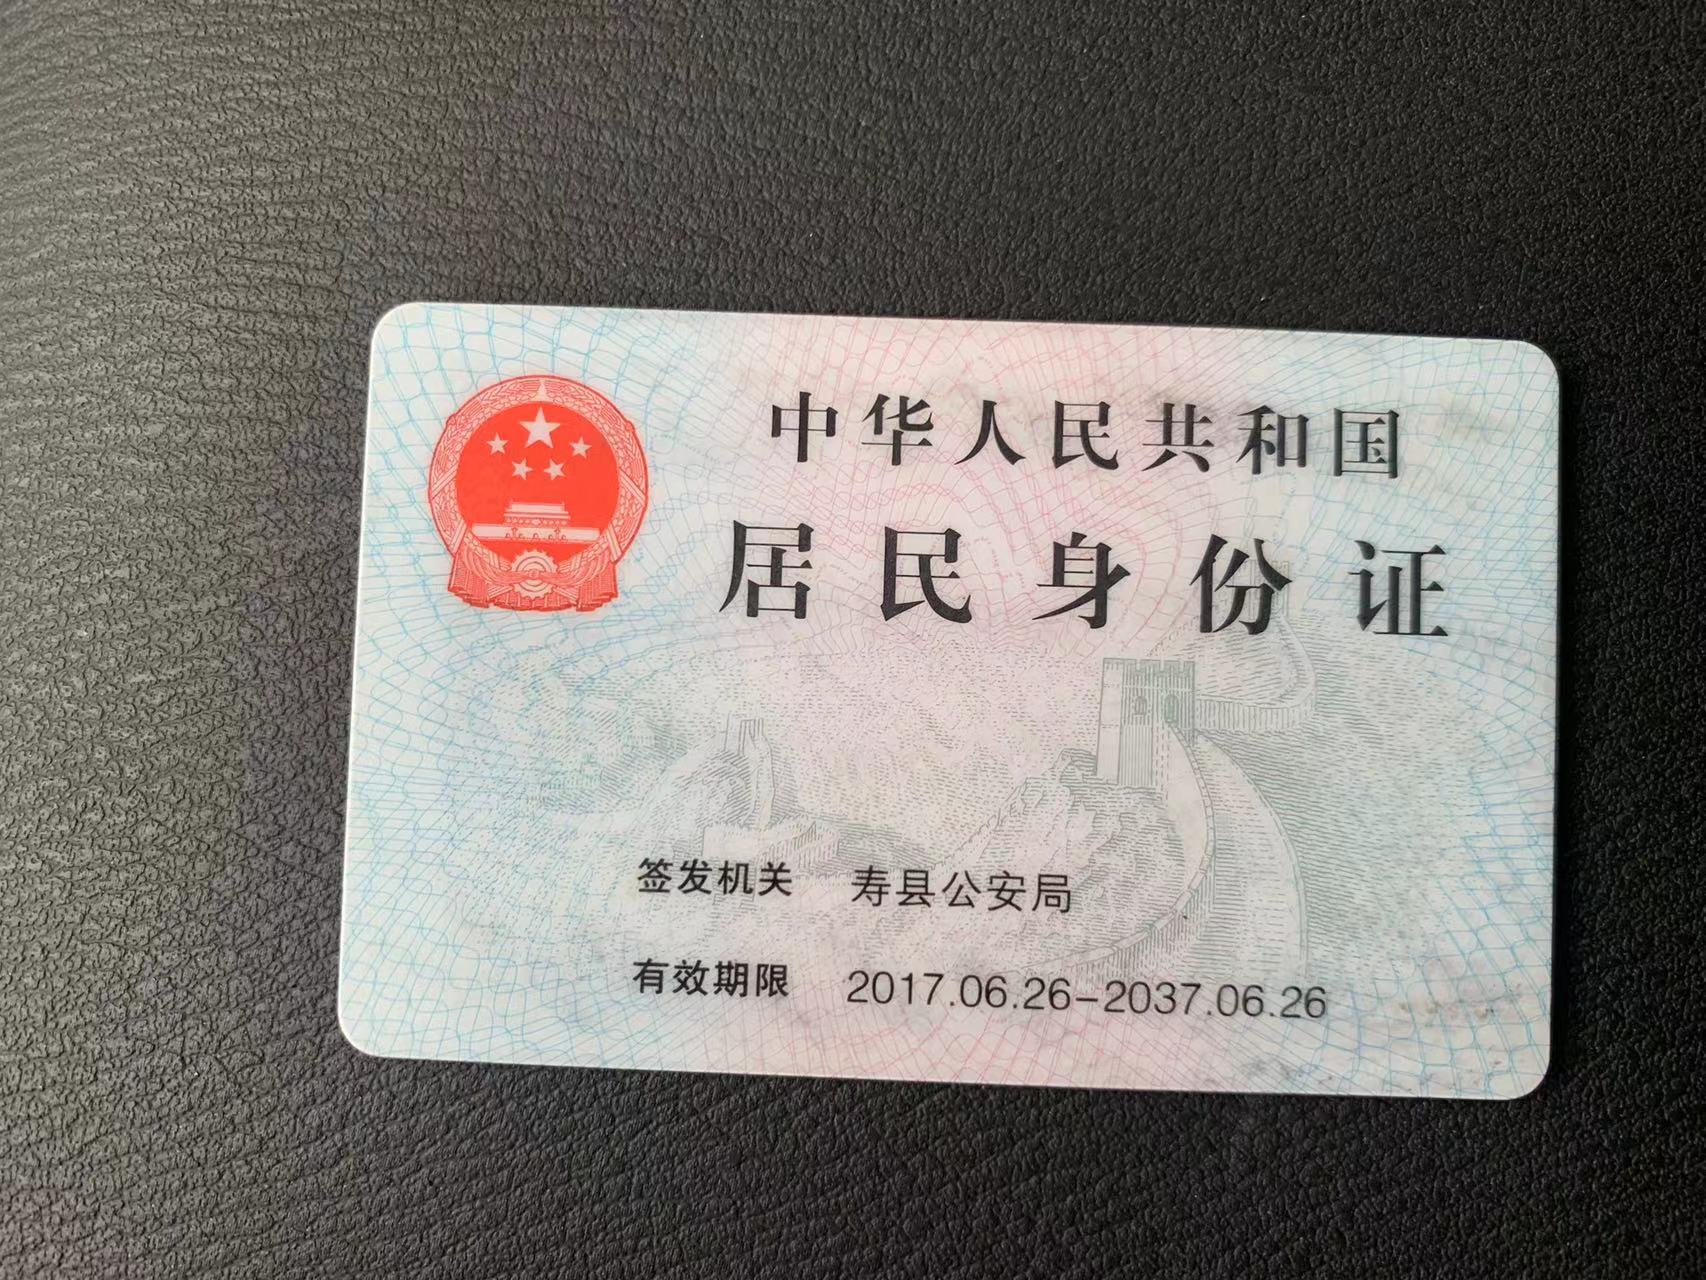 中华人民共和国
居民身份证
签发机关 寿县公安局
有效期限 2017.06.26-2037.06.26